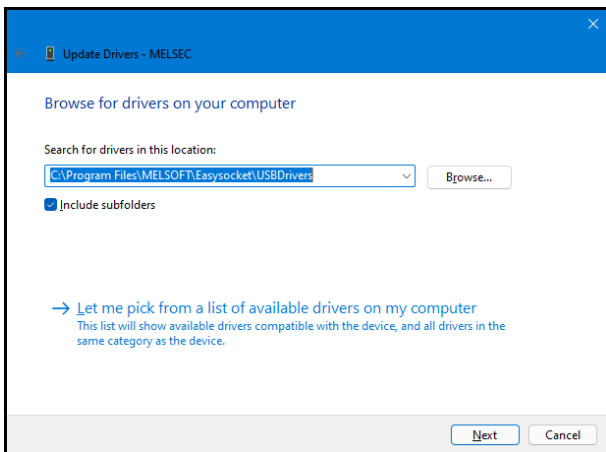 Update Drivers - MELSEC
Browse for drivers on your computer
Search for drivers in this location:
C:\Program Files\MELSOFT\Easysocket\USBDrivers
Browse...
Include subfolders
Let me pick from a list of available drivers on my computer
This list will show available drivers compatible with the device, and all drivers in the
same category as the device.
Next
Cancel